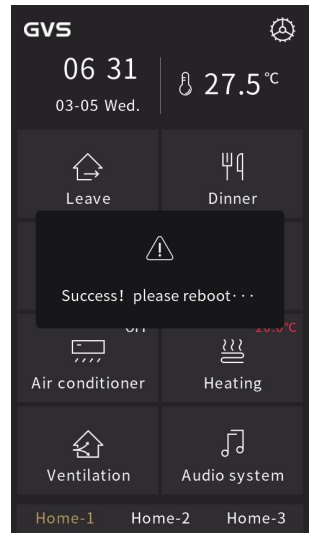 GVS
06 31
27.5℃
03-05 Wed.
Leave
Dinner
Success! please reboot···
Air conditioner
Heating
Ventilation
Audio system
Home-1
Home-2
Home-3